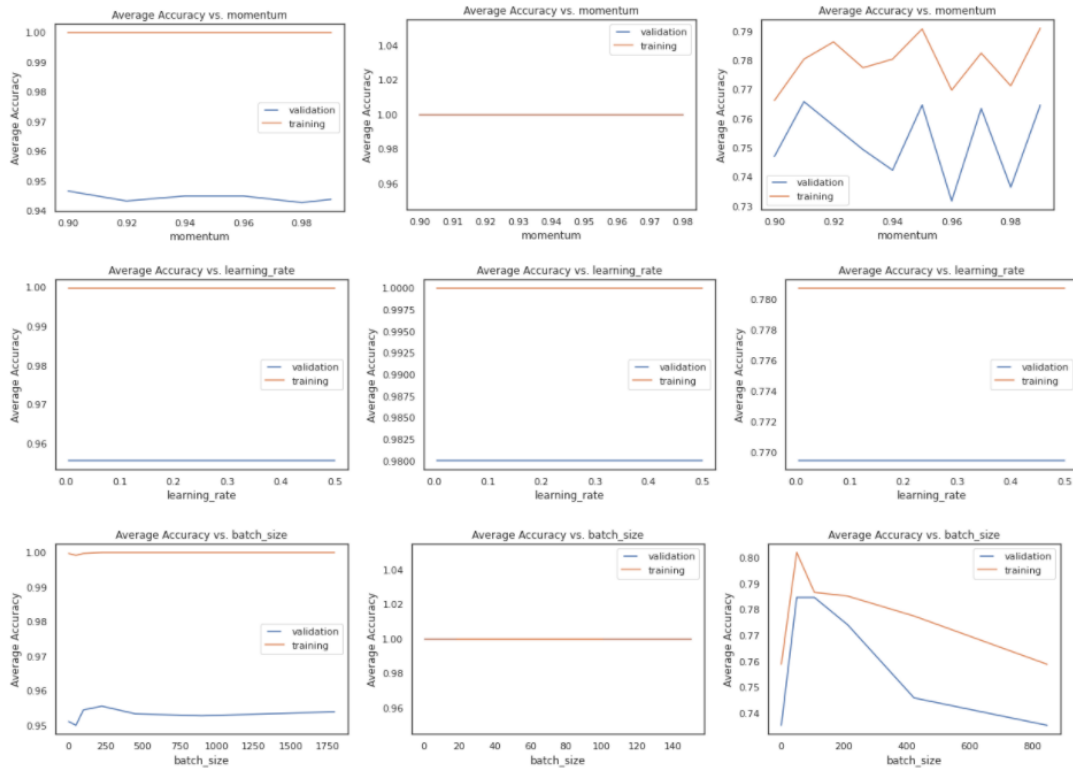 Average Accuracy vs. momentum
1.00
0.99
0.98
0.97
0.96
0.95
0.94
Average Accuracy
validation
training
0.90 0.92 0.94 0.96 0.98
momentum
Average Accuracy vs. momentum
1.04
1.02
1.00
0.98
0.96
Average Accuracy
validation
training
0.90 0.91 0.92 0.93 0.94 0.95 0.96 0.97 0.98
momentum
Average Accuracy vs. momentum
0.79
0.78
0.77
0.76
0.75
0.74
0.73
Average Accuracy
validation
training
0.90 0.92 0.94 0.96 0.98
momentum
Average Accuracy vs. learning_rate
1.00
0.99
0.98
0.97
0.96
Average Accuracy
validation
training
0.0 0.1 0.2 0.3 0.4 0.5
learning_rate
Average Accuracy vs. learning_rate
1.0000
0.9975
0.9950
0.9925
0.9900
0.9875
0.9850
0.9825
0.9800
Average Accuracy
validation
training
0.0 0.1 0.2 0.3 0.4 0.5
learning_rate
Average Accuracy vs. learning_rate
0.780
0.778
0.776
0.774
0.772
0.770
Average Accuracy
validation
training
0.0 0.1 0.2 0.3 0.4 0.5
learning_rate
Average Accuracy vs. batch_size
1.00
0.99
0.98
0.97
0.96
0.95
Average Accuracy
validation
training
0 250 500 750 1000 1250 1500 1750
batch_size
Average Accuracy vs. batch_size
1.04
1.02
1.00
0.98
0.96
Average Accuracy
validation
training
0 20 40 60 80 100 120 140
batch_size
Average Accuracy vs. batch_size
0.80
0.79
0.78
0.77
0.76
0.75
0.74
Average Accuracy
validation
training
0 200 400 600 800
batch_size